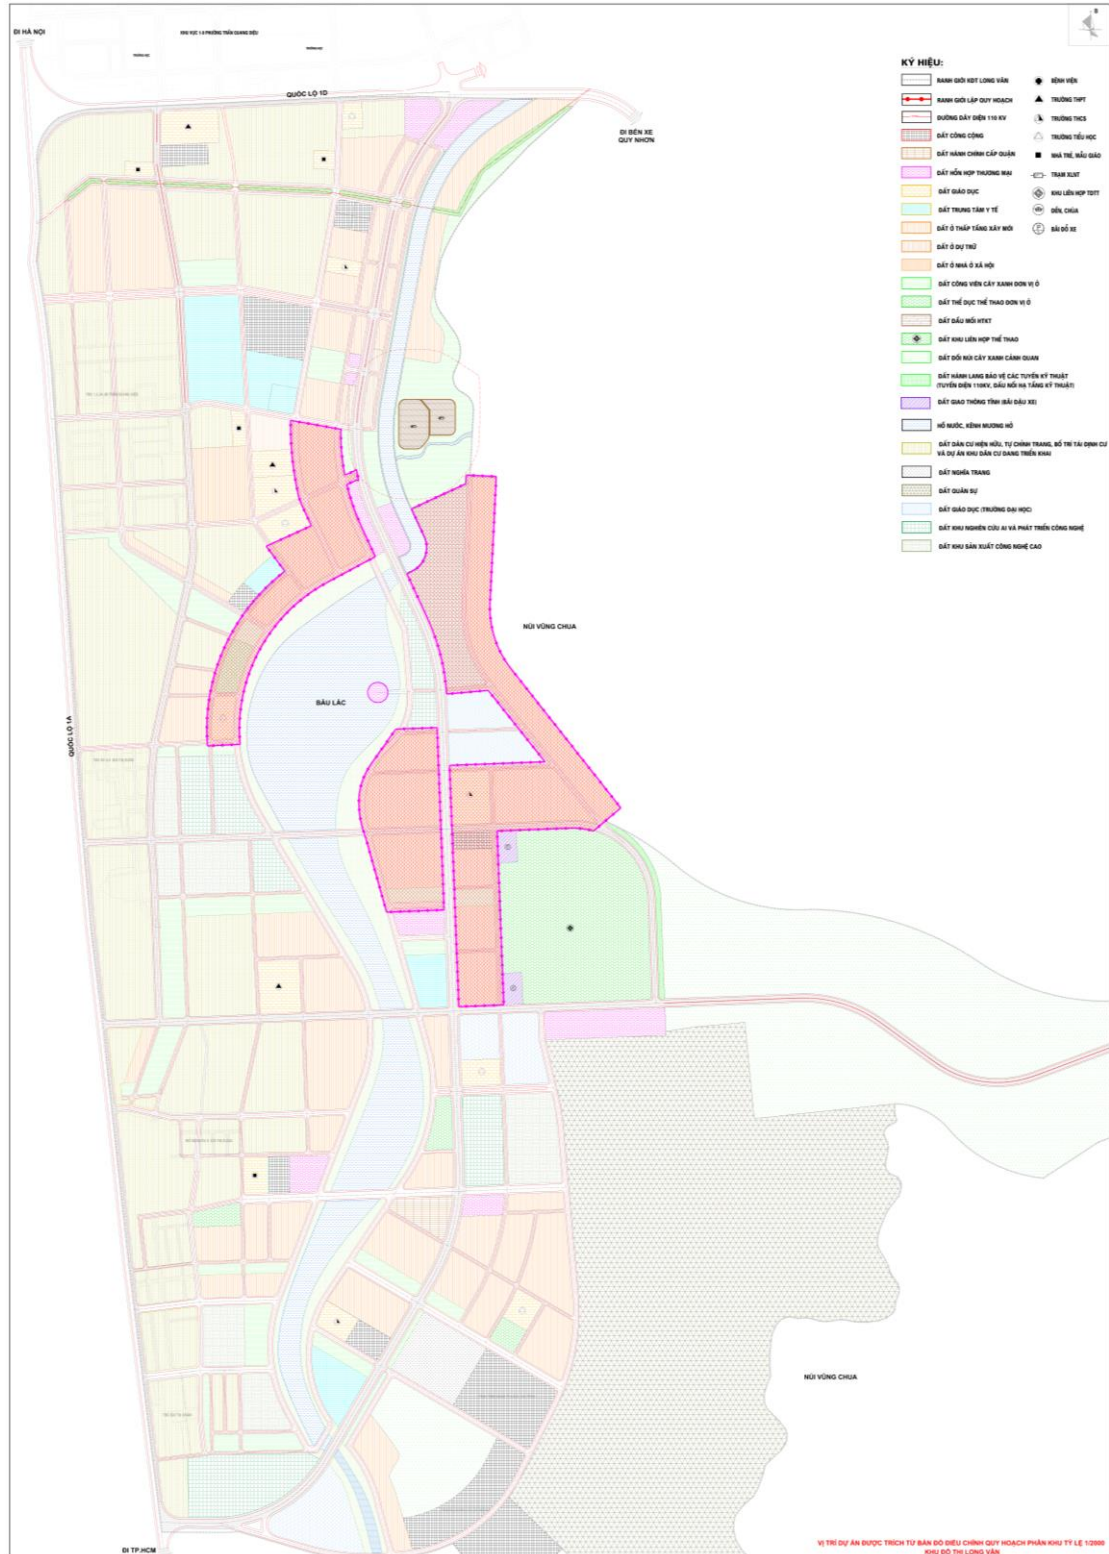 ĐI HÀ NỘI
KHU VỰC 1-9 PHƯỜNG TRẦN QUANG DIỆU
B
QUỐC LỘ 1D
ĐI BẾN XE
QUY NHƠN
KÝ HIỆU:
RANH GIỚI KĐT LONG VÂN
RANH GIỚI LẬP QUY HOẠCH
ĐƯỜNG DÂY ĐIỆN 110 KV
ĐẤT CÔNG CỘNG
ĐẤT HÀNH CHÍNH CẤP QUẬN
ĐẤT HỖN HỢP THƯƠNG MẠI
ĐẤT GIÁO DỤC
ĐẤT TRUNG TÂM Y TẾ
ĐẤT Ở THẤP TẦNG XÂY MỚI
ĐẤT Ở DỰ TRỮ
ĐẤT Ở NHÀ Ở XÃ HỘI
ĐẤT CÔNG VIÊN CÂY XANH ĐƠN VỊ Ở
ĐẤT THỂ DỤC THỂ THAO ĐƠN VỊ Ở
ĐẤT ĐẦU MỐI HTKT
ĐẤT KHU LIÊN HỢP THỂ THAO
ĐẤT ĐỒI NÚI CÂY XANH CẢNH QUAN
ĐẤT HÀNH LANG BẢO VỆ CÁC TUYẾN KỸ THUẬT
(TUYẾN ĐIỆN 110KV, ĐẤU NỐI HẠ TẦNG KỸ THUẬT)
ĐẤT GIAO THÔNG TĨNH (BÃI ĐẬU XE)
HỒ NƯỚC, KÊNH MƯƠNG HỞ
ĐẤT DÂN CƯ HIỆN HỮU, TỰ CHỈNH TRANG, BỐ TRÍ TÁI ĐỊNH CƯ
VÀ DỰ ÁN KHU DÂN CƯ ĐANG TRIỂN KHAI
ĐẤT NGHĨA TRANG
ĐẤT QUÂN SỰ
ĐẤT GIÁO DỤC (TRƯỜNG ĐẠI HỌC)
ĐẤT KHU NGHIÊN CỨU AI VÀ PHÁT TRIỂN CÔNG NGHỆ
ĐẤT KHU SẢN XUẤT CÔNG NGHỆ CAO
BỆNH VIỆN
TRƯỜNG THPT
TRƯỜNG THCS
TRƯỜNG TIỂU HỌC
NHÀ TRẺ, MẪU GIÁO
TRẠM XLNT
KHU LIÊN HỢP TDTT
ĐỀN, CHÙA
BÃI ĐỖ XE
NÚI VŨNG CHUA
BÀU LÁC
QUỐC LỘ 1A
NÚI VŨNG CHUA
ĐI TP.HCM
VỊ TRÍ DỰ ÁN ĐƯỢC TRÍCH TỪ BẢN ĐỒ ĐIỀU CHỈNH QUY HOẠCH PHÂN KHU TỶ LỆ 1/2000
KHU ĐÔ THỊ LONG VÂN